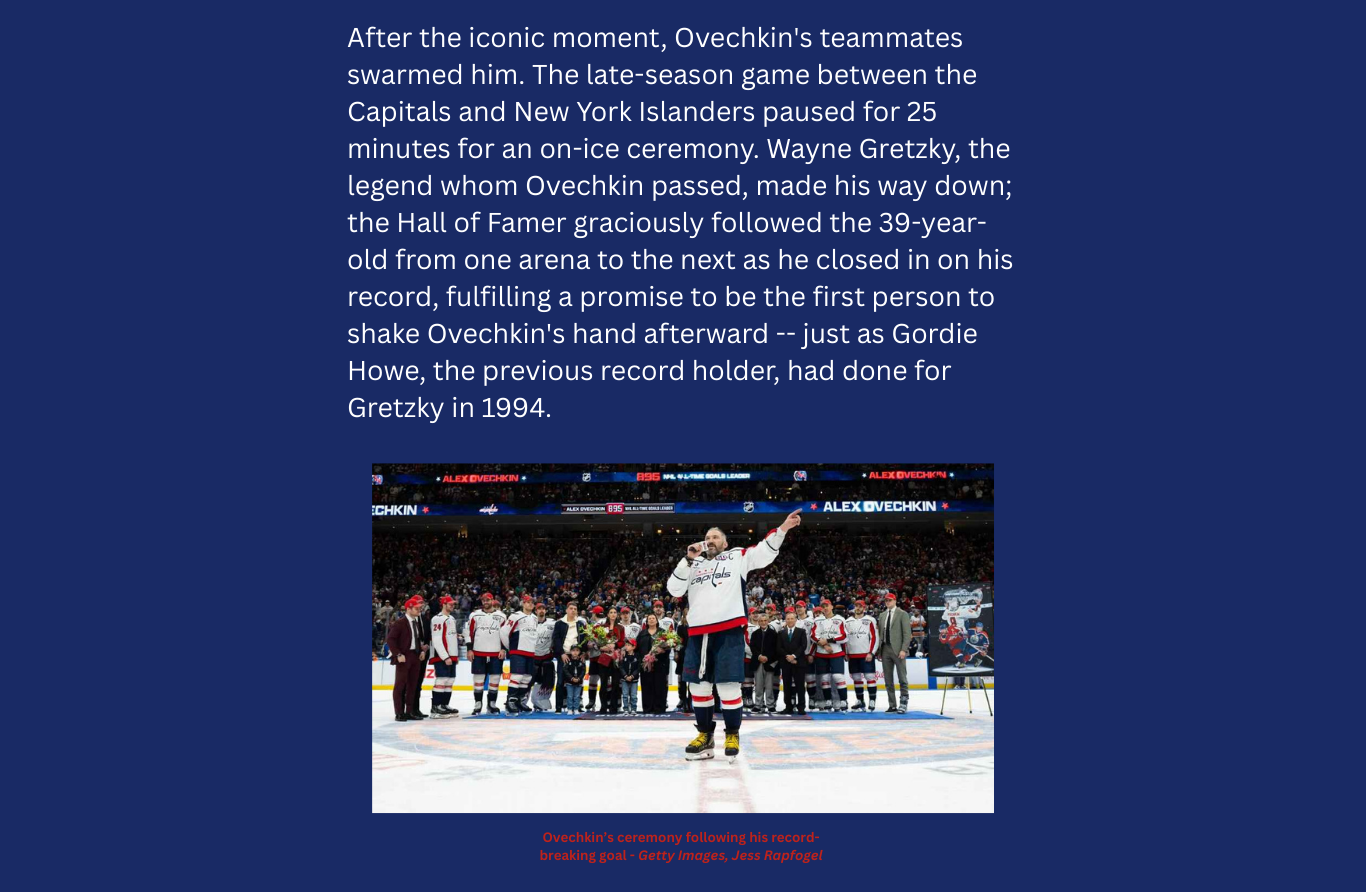 After the iconic moment, Ovechkin's teammates
swarmed him. The late-season game between the
Capitals and New York Islanders paused for 25
minutes for an on-ice ceremony. Wayne Gretzky, the
legend whom Ovechkin passed, made his way down;
the Hall of Famer graciously followed the 39-year-
old from one arena to the next as he closed in on his
record, fulfilling a promise to be the first person to
shake Ovechkin's hand afterward -- just as Gordie
Howe, the previous record holder, had done for
Gretzky in 1994.
ALEX OVECHKIN 895 NHL ALL-TIME GOALS LEADER ALEX OVECHKIN
ECHKIN ALEX OVECHKIN 895 NHL ALL-TIME GOALS LEADER ALEX OVECHKIN
capitals
C
24
74
Ovechkin's ceremony following his record-
breaking goal - Getty Images, Jess Rapfogel